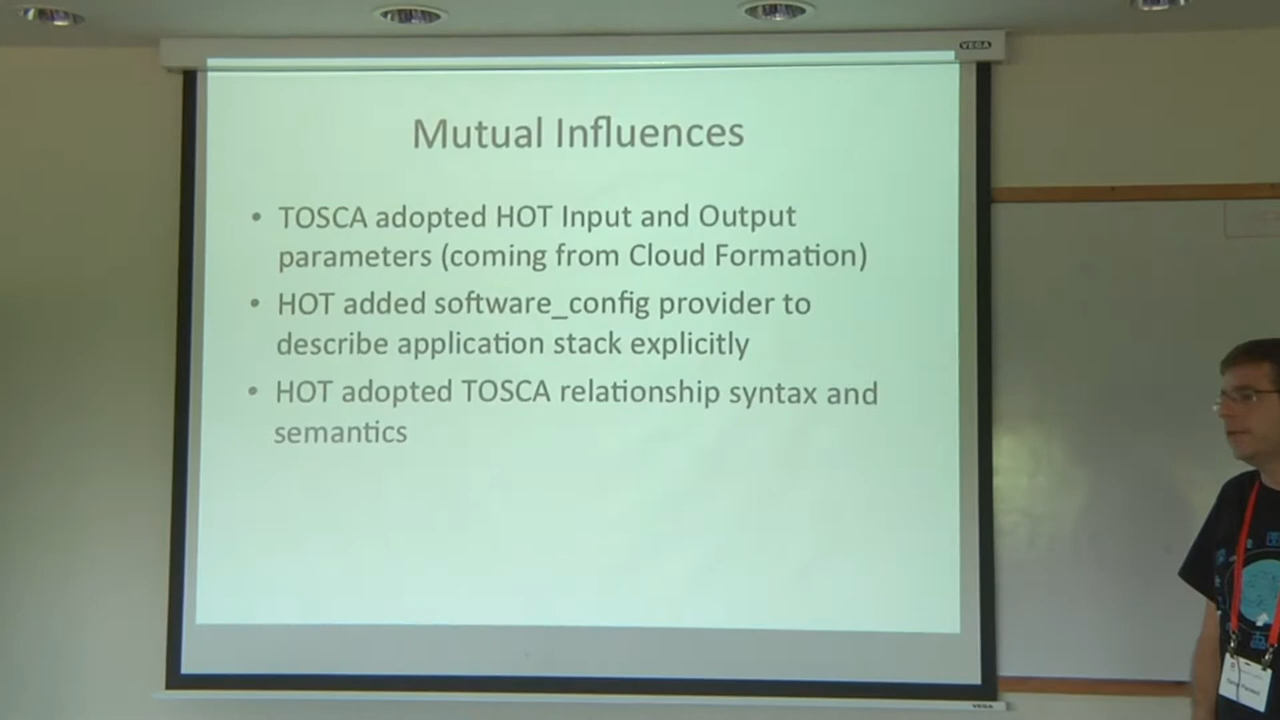 VEGA
Mutual Influences
• TOSCA adopted HOT Input and Output
parameters (coming from Cloud Formation)
• HOT added software_config provider to
describe application stack explicitly
• HOT adopted TOSCA relationship syntax and
semantics
VEGA